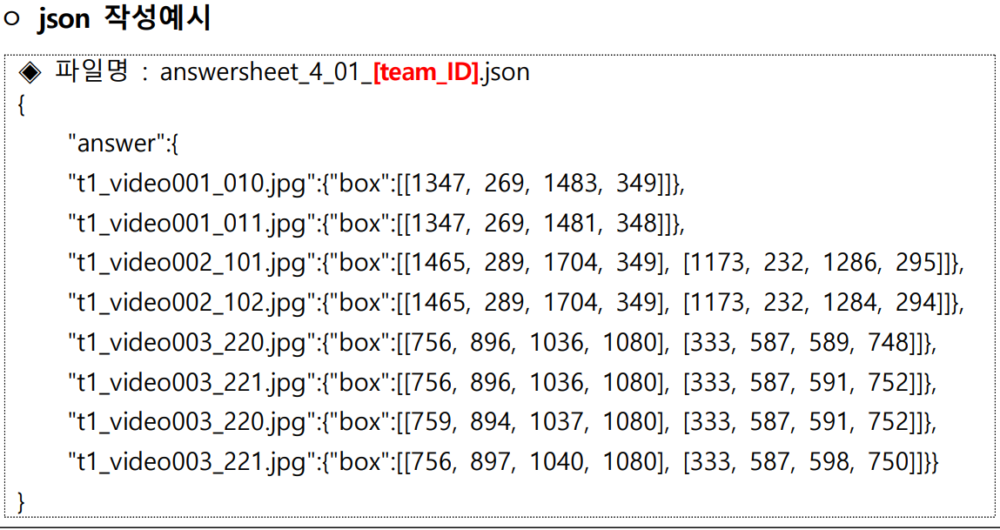 ○ json 작성예시
◈ 파일명 : answersheet_4_01_[team_ID].json
{
"answer":{
"t1_video001_010.jpg":{"box":[[1347, 269, 1483, 349]]},
"t1_video001_011.jpg":{"box":[[1347, 269, 1481, 348]]},
"t1_video002_101.jpg":{"box":[[1465, 289, 1704, 349], [1173, 232, 1286, 295]]},
"t1_video002_102.jpg":{"box":[[1465, 289, 1704, 349], [1173, 232, 1284, 294]]},
"t1_video003_220.jpg":{"box":[[756, 896, 1036, 1080], [333, 587, 589, 748]]},
"t1_video003_221.jpg":{"box":[[756, 896, 1036, 1080], [333, 587, 591, 752]]},
"t1_video003_220.jpg":{"box":[[759, 894, 1037, 1080], [333, 587, 591, 752]]},
"t1_video003_221.jpg":{"box":[[756, 897, 1040, 1080], [333, 587, 598, 750]]}}
}